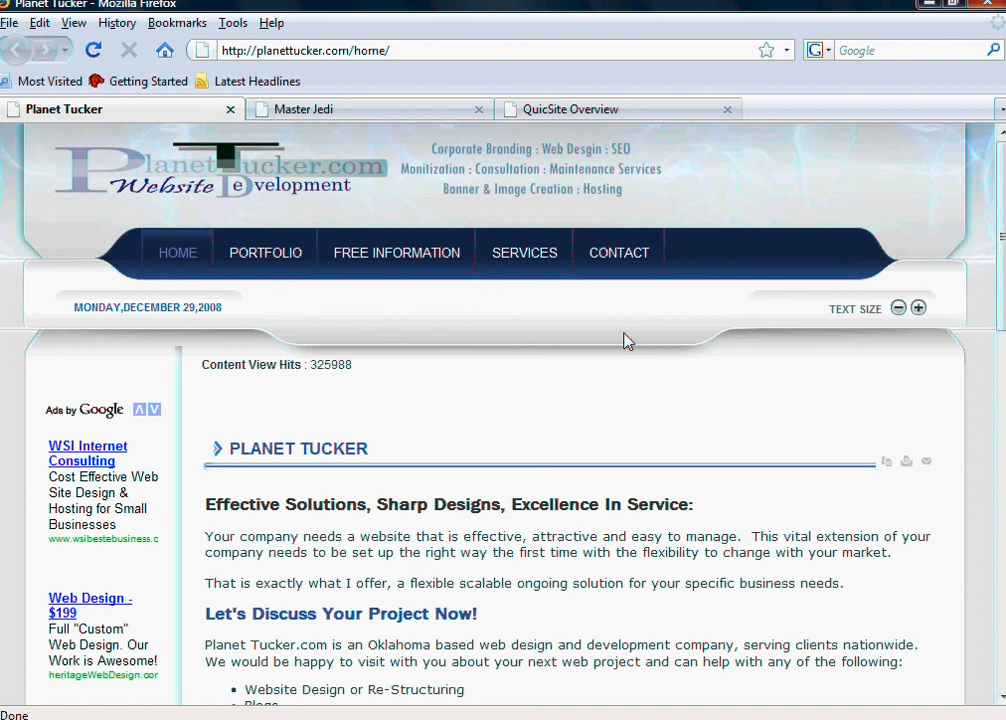 Planet Tucker - Mozilla Firefox
File Edit View History Bookmarks Tools Help
http://planettucker.com/home/
G Google
Most Visited Getting Started Latest Headlines
Planet Tucker Master Jedi QuicSite Overview
PlanetTucker.com
Website Development
Corporate Branding : Web Desgin : SEO
Monitization : Consultation : Maintenance Services
Banner & Image Creation : Hosting
HOME PORTFOLIO FREE INFORMATION SERVICES CONTACT
MONDAY,DECEMBER 29,2008
TEXT SIZE
Content View Hits : 325988
Ads by Google
WSI Internet
Consulting
Cost Effective Web
Site Design &
Hosting for Small
Businesses
www.wsibestebusiness.c
Web Design -
$199
Full "Custom"
Web Design. Our
Work is Awesome!
heritageWebDesign.cor
PLANET TUCKER
Effective Solutions, Sharp Designs, Excellence In Service:
Your company needs a website that is effective, attractive and easy to manage. This vital extension of your
company needs to be set up the right way the first time with the flexibility to change with your market.
That is exactly what I offer, a flexible scalable ongoing solution for your specific business needs.
Let's Discuss Your Project Now!
Planet Tucker.com is an Oklahoma based web design and development company, serving clients nationwide.
We would be happy to visit with you about your next web project and can help with any of the following:
• Website Design or Re-Structuring
• Blogs
Done